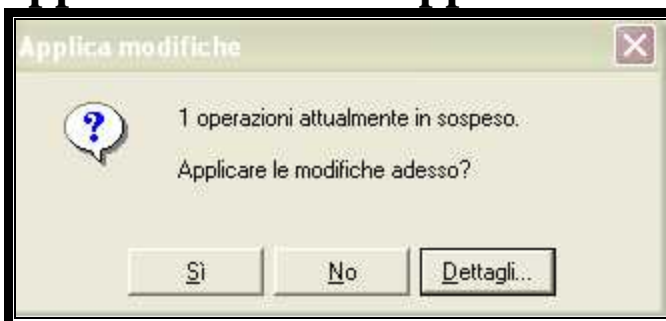 Applica modifiche
1 operazioni attualmente in sospeso.
Applicare le modifiche adesso?
Sì
No
Dettagli...